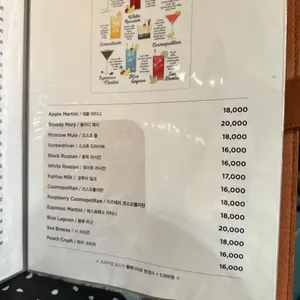 White Russian
Screwdriver
Cosmopolitan
Espresso Martini
Blue Lagoon
Sea Breeze
Apple Martini / 애플 마티니 18,000
Bloody Mary / 블러디 메리 20,000
Moscow Mule / 모스코 뮬 18,000
Screwdriver / 스크류 드라이버 16,000
Black Russian / 블랙 러시안 16,000
White Russian / 화이트 러시안 16,000
Kahlua Milk / 깔루아 밀크 17,000
Cosmopolitan / 코스모폴리탄 16,000
Raspberry Cosmopolitan / 라즈베리 코스모폴리탄 18,000
Espresso Martini / 에스프레소 마티니 18,000
Blue Lagoon / 블루 라군 20,000
Sea Breeze / 시 브리즈 18,000
Peach Crush / 피치 크러쉬 16,000
16,000